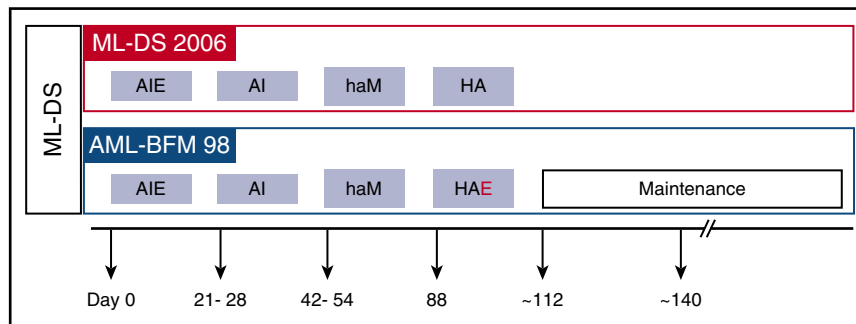 ML-DS
ML-DS 2006
AIE AI haM HA
AML-BFM 98
AIE AI haM HAE Maintenance
Day 0 21- 28 42- 54 88 ~112 ~140